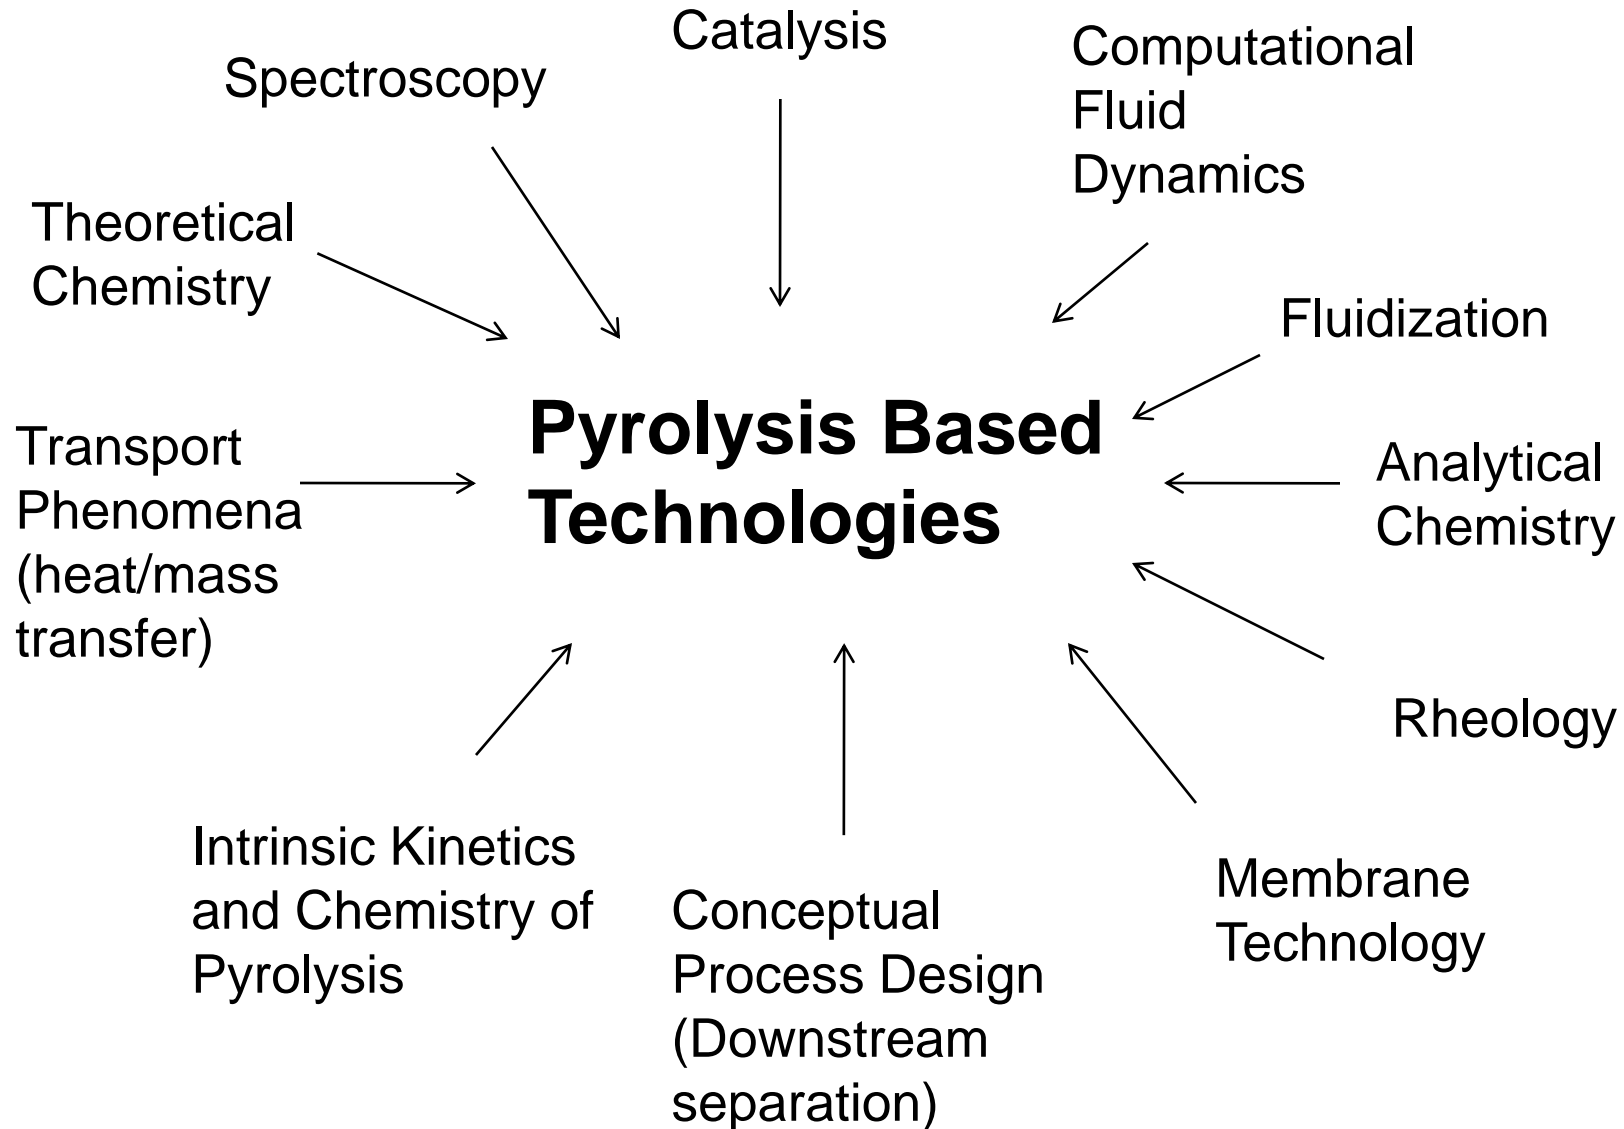 Catalysis
Computational
Fluid
Dynamics
Spectroscopy
Theoretical
Chemistry
Fluidization
Pyrolysis Based
Technologies
Transport
Phenomena
(heat/mass
transfer)
Analytical
Chemistry
Rheology
Intrinsic Kinetics
and Chemistry of
Pyrolysis
Conceptual
Process Design
(Downstream
separation)
Membrane
Technology